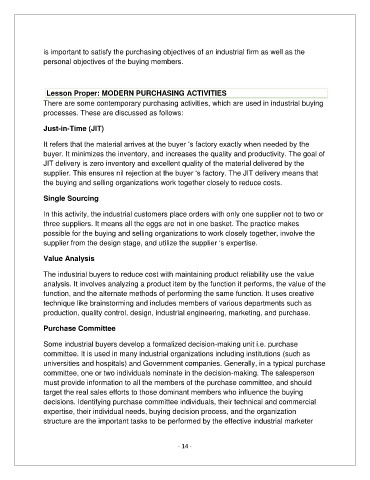 is important to satisfy the purchasing objectives of an industrial firm as well as the
personal objectives of the buying members.
Lesson Proper: MODERN PURCHASING ACTIVITIES
There are some contemporary purchasing activities, which are used in industrial buying
processes. These are discussed as follows:
Just-in-Time (JIT)
It refers that the material arrives at the buyer 's factory exactly when needed by the
buyer. It minimizes the inventory, and increases the quality and productivity. The goal of
JIT delivery is zero inventory and excellent quality of the material delivered by the
supplier. This ensures nil rejection at the buyer 's factory. The JIT delivery means that
the buying and selling organizations work together closely to reduce costs.
Single Sourcing
In this activity, the industrial customers place orders with only one supplier not to two or
three suppliers. It means all the eggs are not in one basket. The practice makes
possible for the buying and selling organizations to work closely together, involve the
supplier from the design stage, and utilize the supplier 's expertise.
Value Analysis
The industrial buyers to reduce cost with maintaining product reliability use the value
analysis. It involves analyzing a product item by the function it performs, the value of the
function, and the alternate methods of performing the same function. It uses creative
technique like brainstorming and includes members of various departments such as
production, quality control, design, industrial engineering, marketing, and purchase.
Purchase Committee
Some industrial buyers develop a formalized decision-making unit i.e. purchase
committee. It is used in many industrial organizations including institutions (such as
universities and hospitals) and Government companies. Generally, in a typical purchase
committee, one or two individuals nominate in the decision-making. The salesperson
must provide information to all the members of the purchase committee, and should
target the real sales efforts to those dominant members who influence the buying
decisions. Identifying purchase committee individuals, their technical and commercial
expertise, their individual needs, buying decision process, and the organization
structure are the important tasks to be performed by the effective industrial marketer
- 14 -